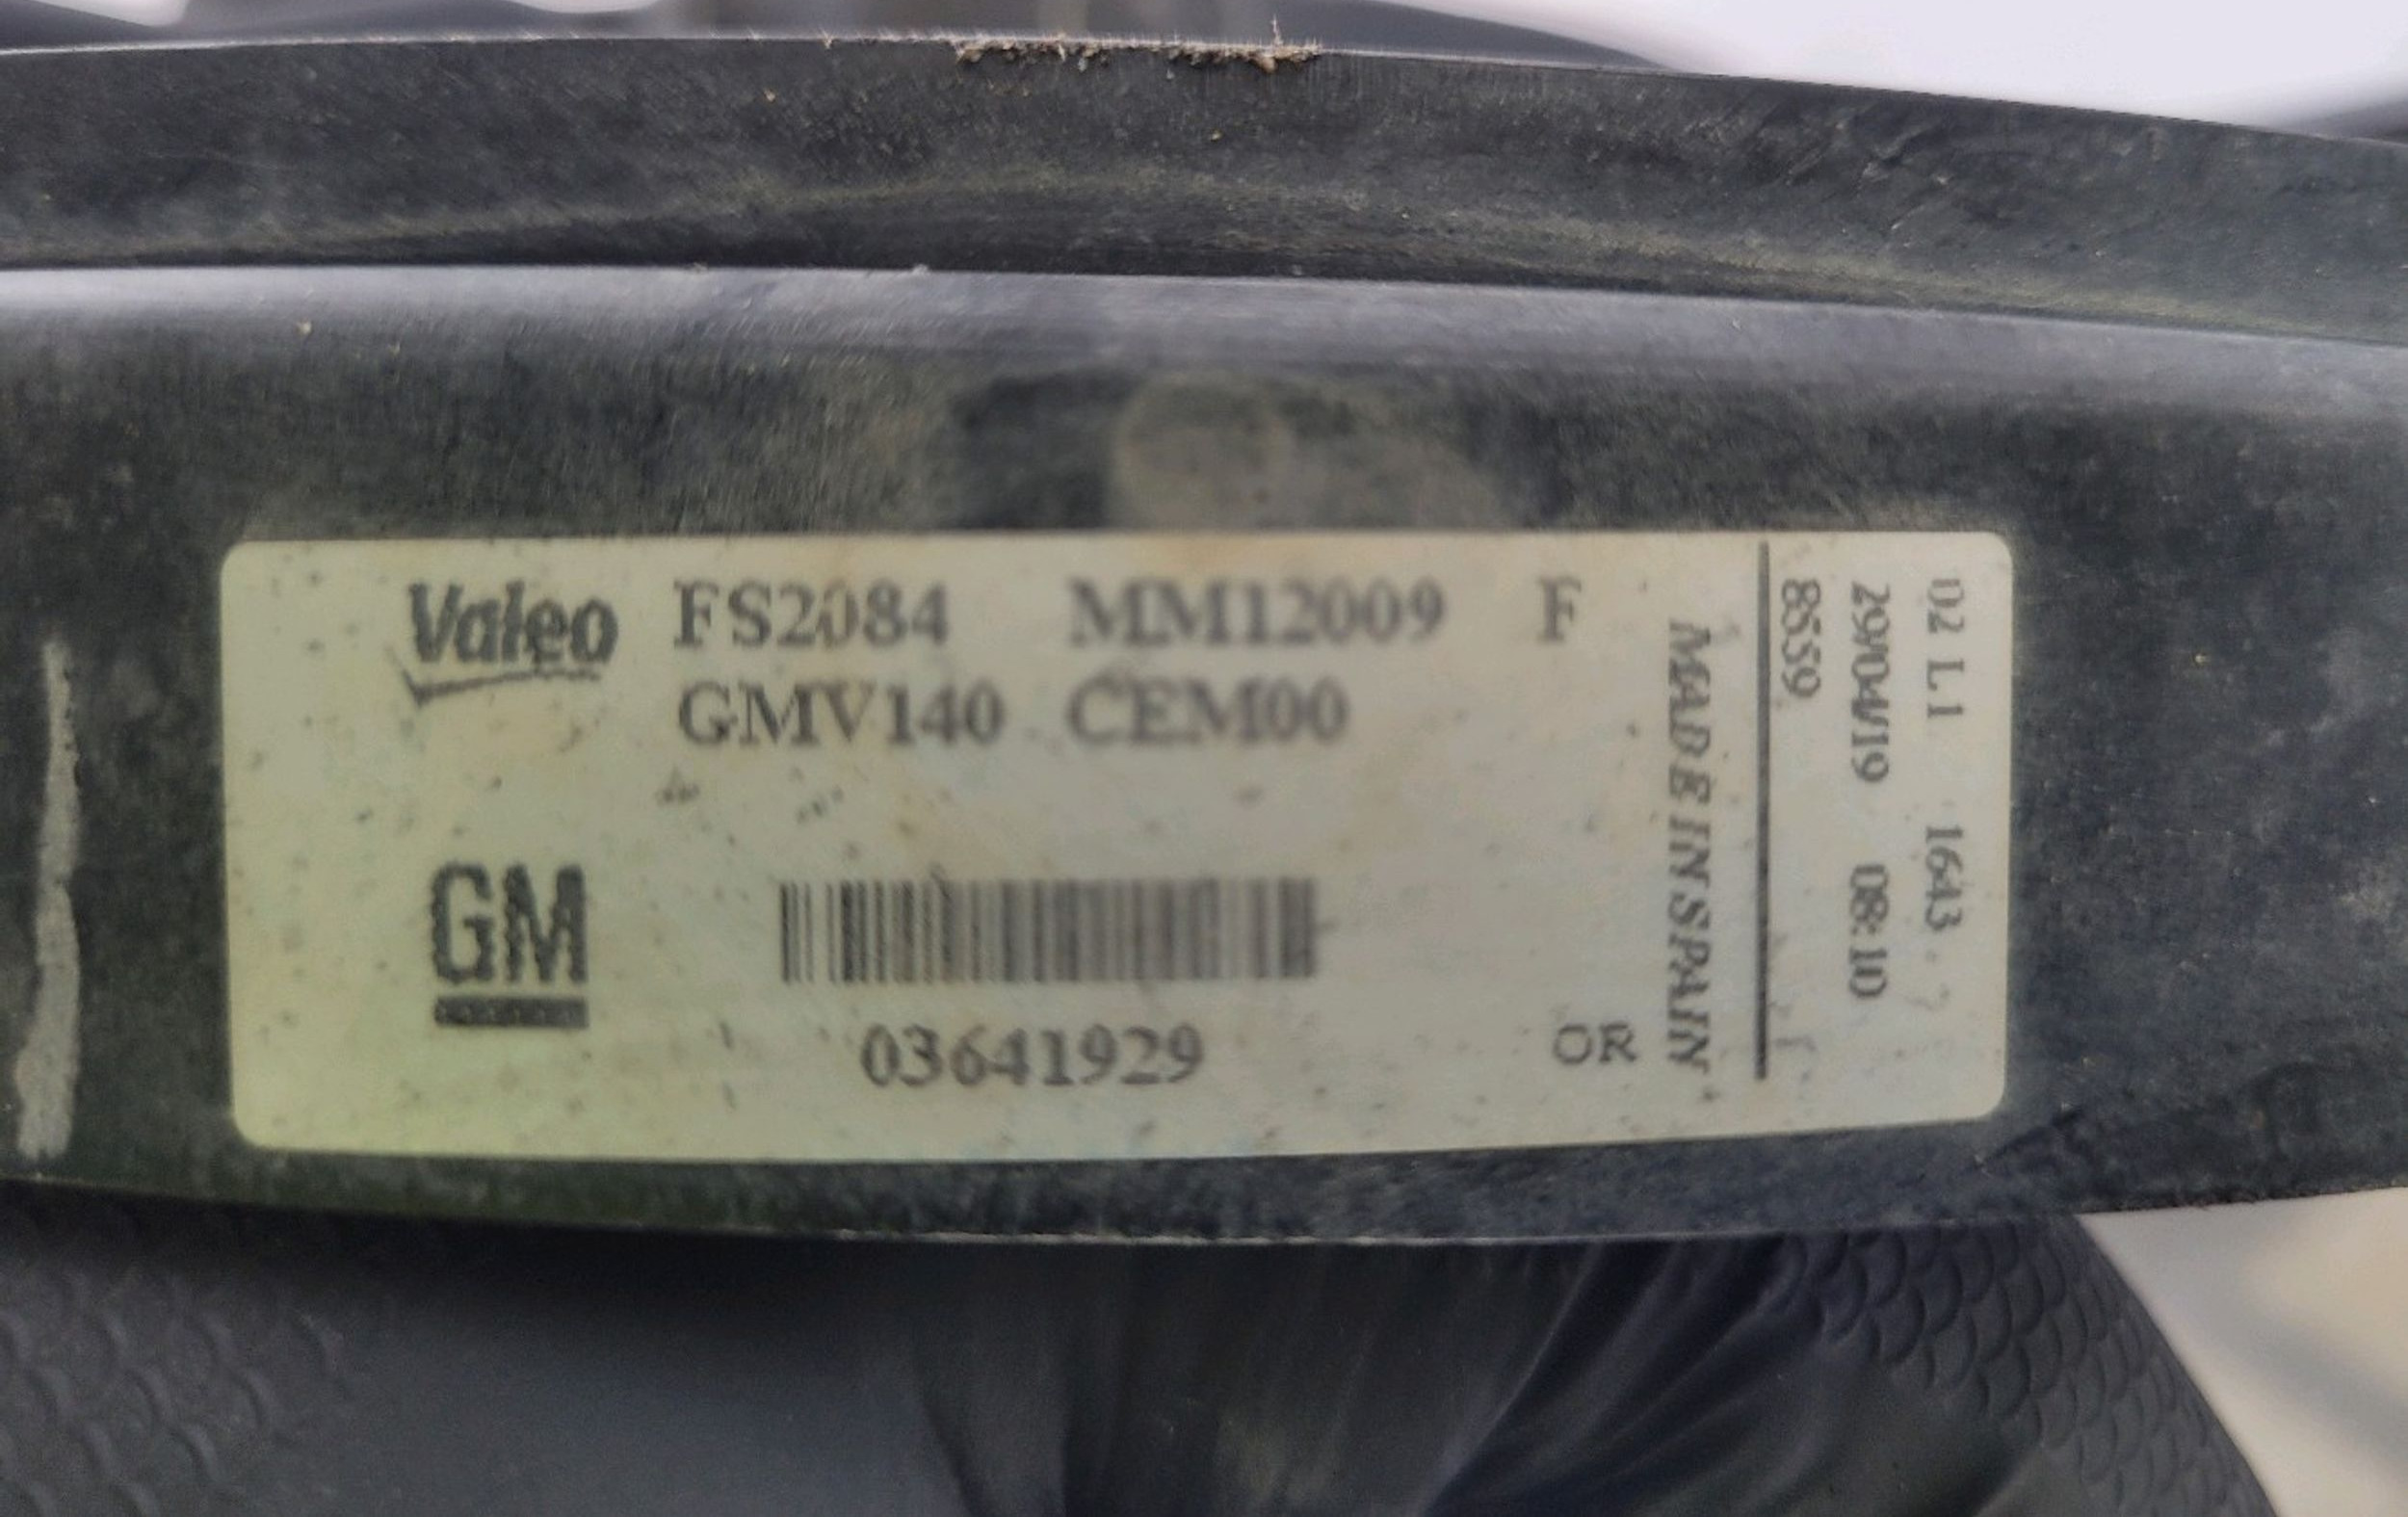 Valeo FS2084 MM12009 F
GMV140 CEM00
GM
03641929
OR
MADE IN SPAIN
02 L1 1643
29/04/19 08:10
8559